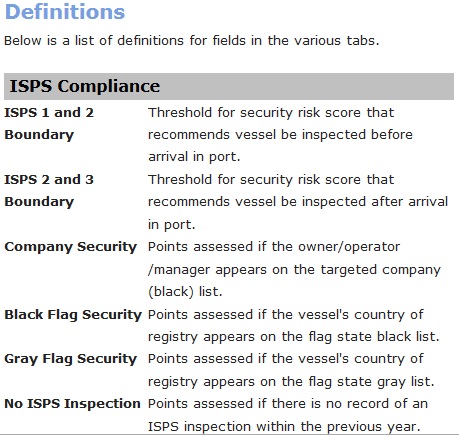 Definitions
Below is a list of definitions for fields in the various tabs.
ISPS Compliance
ISPS 1 and 2 Threshold for security risk score that
Boundary recommends vessel be inspected before
arrival in port.
ISPS 2 and 3 Threshold for security risk score that
Boundary recommends vessel be inspected after arrival
in port.
Company Security Points assessed if the owner/operator
/manager appears on the targeted company
(black) list.
Black Flag Security Points assessed if the vessel's country of
registry appears on the flag state black list.
Gray Flag Security Points assessed if the vessel's country of
registry appears on the flag state gray list.
No ISPS Inspection Points assessed if there is no record of an
ISPS inspection within the previous year.